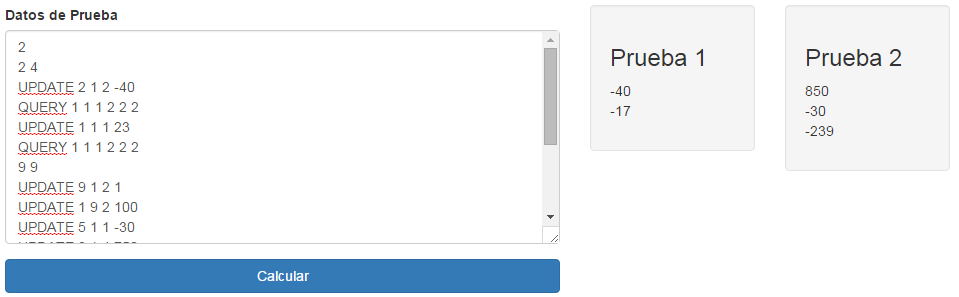 Datos de Prueba
2
2 4
UPDATE 2 1 2 -40
QUERY 1 1 1 2 2 2
UPDATE 1 1 1 23
QUERY 1 1 1 2 2 2
9 9
UPDATE 9 1 2 1
UPDATE 1 9 2 100
UPDATE 5 1 1 -30
Calcular
Prueba 1
-40
-17
Prueba 2
850
-30
-239